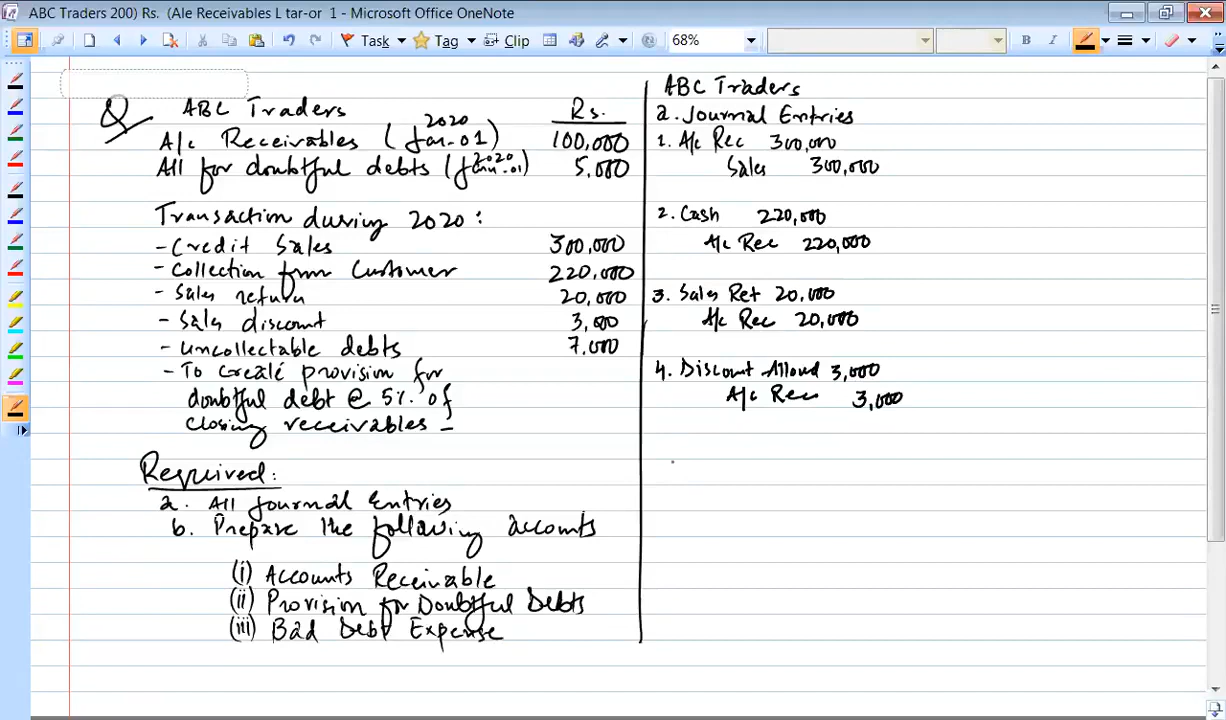 ABC Traders 200) Rs. (Ale Receivables L tar-or 1 - Microsoft Office OneNote
Task Tag Clip 68% B I
Q ABC Traders Rs.
A/c Receivables (Jan-01) 2020 100,000
All for doubtful debts (Jan-01) 2020 5,000
Transaction during 2020:
- Credit Sales 300,000
- Collection from Customer 220,000
- Sales return 20,000
- Sales discount 3,000
- Uncollectable debts 7,000
- To create provision for
doubtful debt @ 5% of
closing receivables -
Required:
a. All Journal Entries
b. Prepare the following accounts
(i) Accounts Receivable
(ii) Provision for Doubtful Debts
(iii) Bad Debt Expense
ABC Traders
a. Journal Entries
1. A/c Rec 300,000
Sales 300,000
2. Cash 220,000
A/c Rec 220,000
3. Sales Ret 20,000
A/c Rec 20,000
4. Discount Allowd 3,000
A/c Rec 3,000